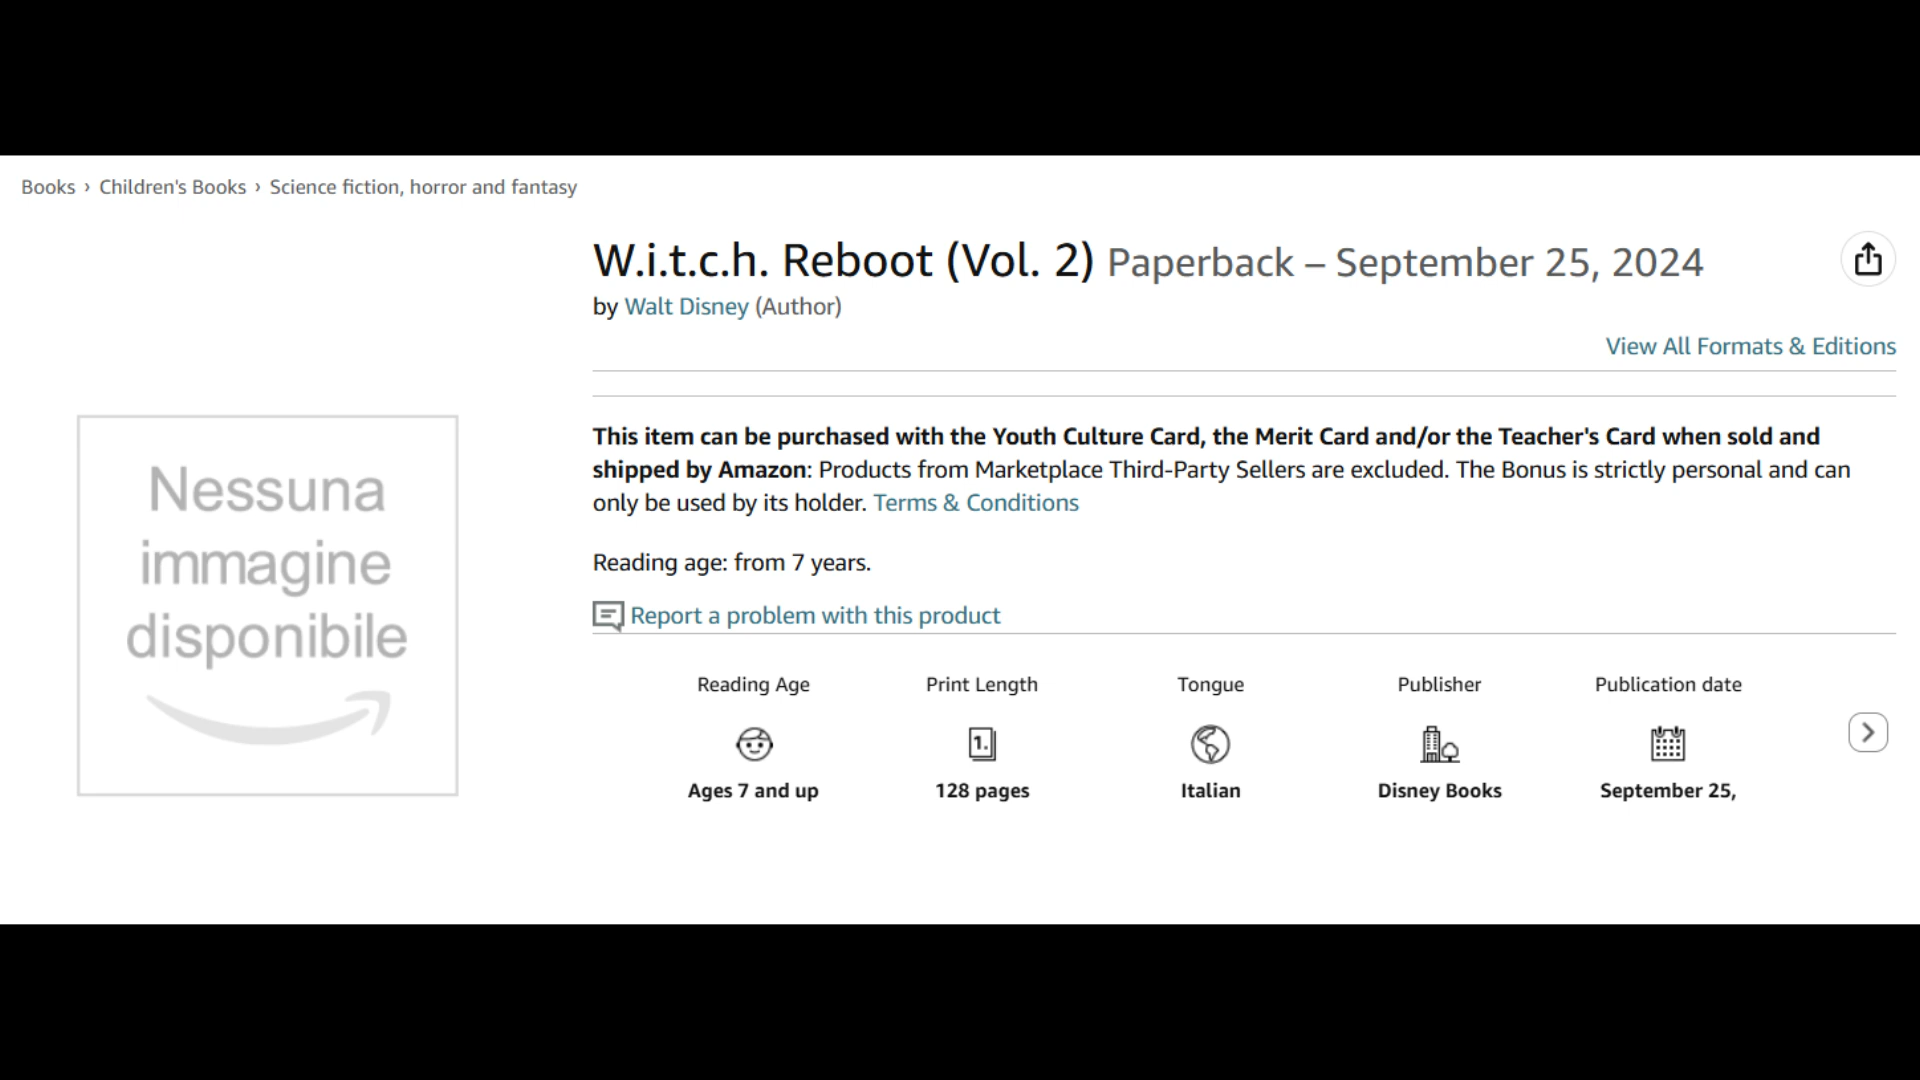 Books › Children's Books › Science fiction, horror and fantasy
W.i.t.c.h. Reboot (Vol. 2) Paperback – September 25, 2024
by Walt Disney (Author)
View All Formats & Editions
This item can be purchased with the Youth Culture Card, the Merit Card and/or the Teacher's Card when sold and
shipped by Amazon: Products from Marketplace Third-Party Sellers are excluded. The Bonus is strictly personal and can
only be used by its holder. Terms & Conditions
Reading age: from 7 years.
Report a problem with this product
Nessuna
immagine
disponibile
Reading Age
Print Length
Tongue
Publisher
Publication date
1.
Ages 7 and up
128 pages
Italian
Disney Books
September 25,